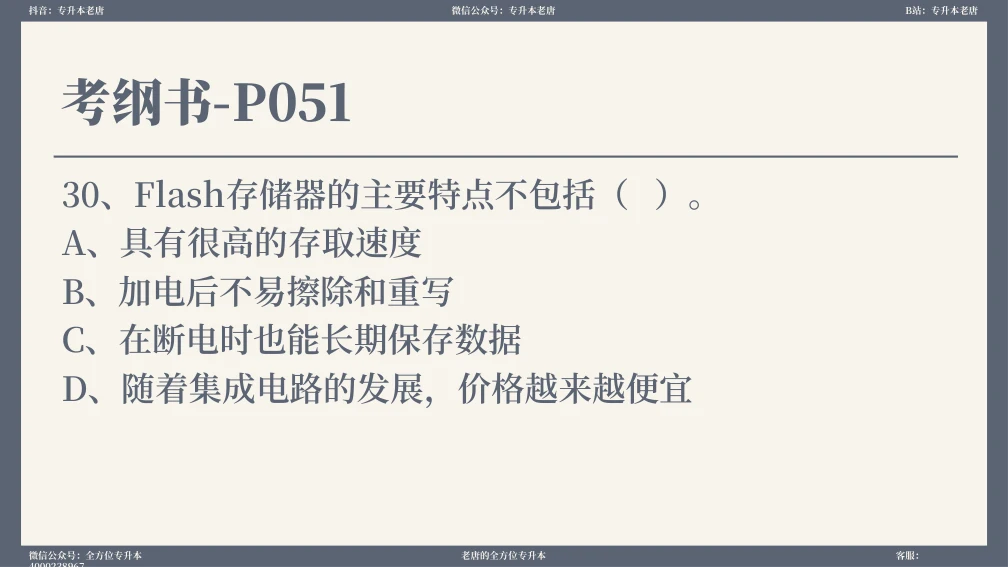 抖音：专升本老唐
微信公众号：专升本老唐
B站：专升本老唐
考纲书-P051
30、Flash存储器的主要特点不包括（ ）。
A、具有很高的存取速度
B、加电后不易擦除和重写
C、在断电时也能长期保存数据
D、随着集成电路的发展，价格越来越便宜
微信公众号：全方位专升本
老唐的全方位专升本
客服：
4000238967